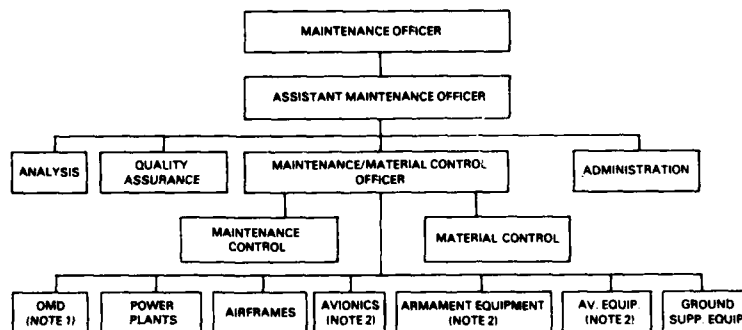 MAINTENANCE OFFICER
ASSISTANT MAINTENANCE OFFICER
ANALYSIS
QUALITY
ASSURANCE
MAINTENANCE/MATERIAL CONTROL
OFFICER
ADMINISTRATION
MAINTENANCE
CONTROL
MATERIAL CONTROL
OMD
(NOTE 1)
POWER
PLANTS
AIRFRAMES
AVIONICS
(NOTE 2)
ARMAMENT EQUIPMENT
(NOTE 2)
AV. EQUIP.
(NOTE 2)
GROUND
SUPP. EQUIP